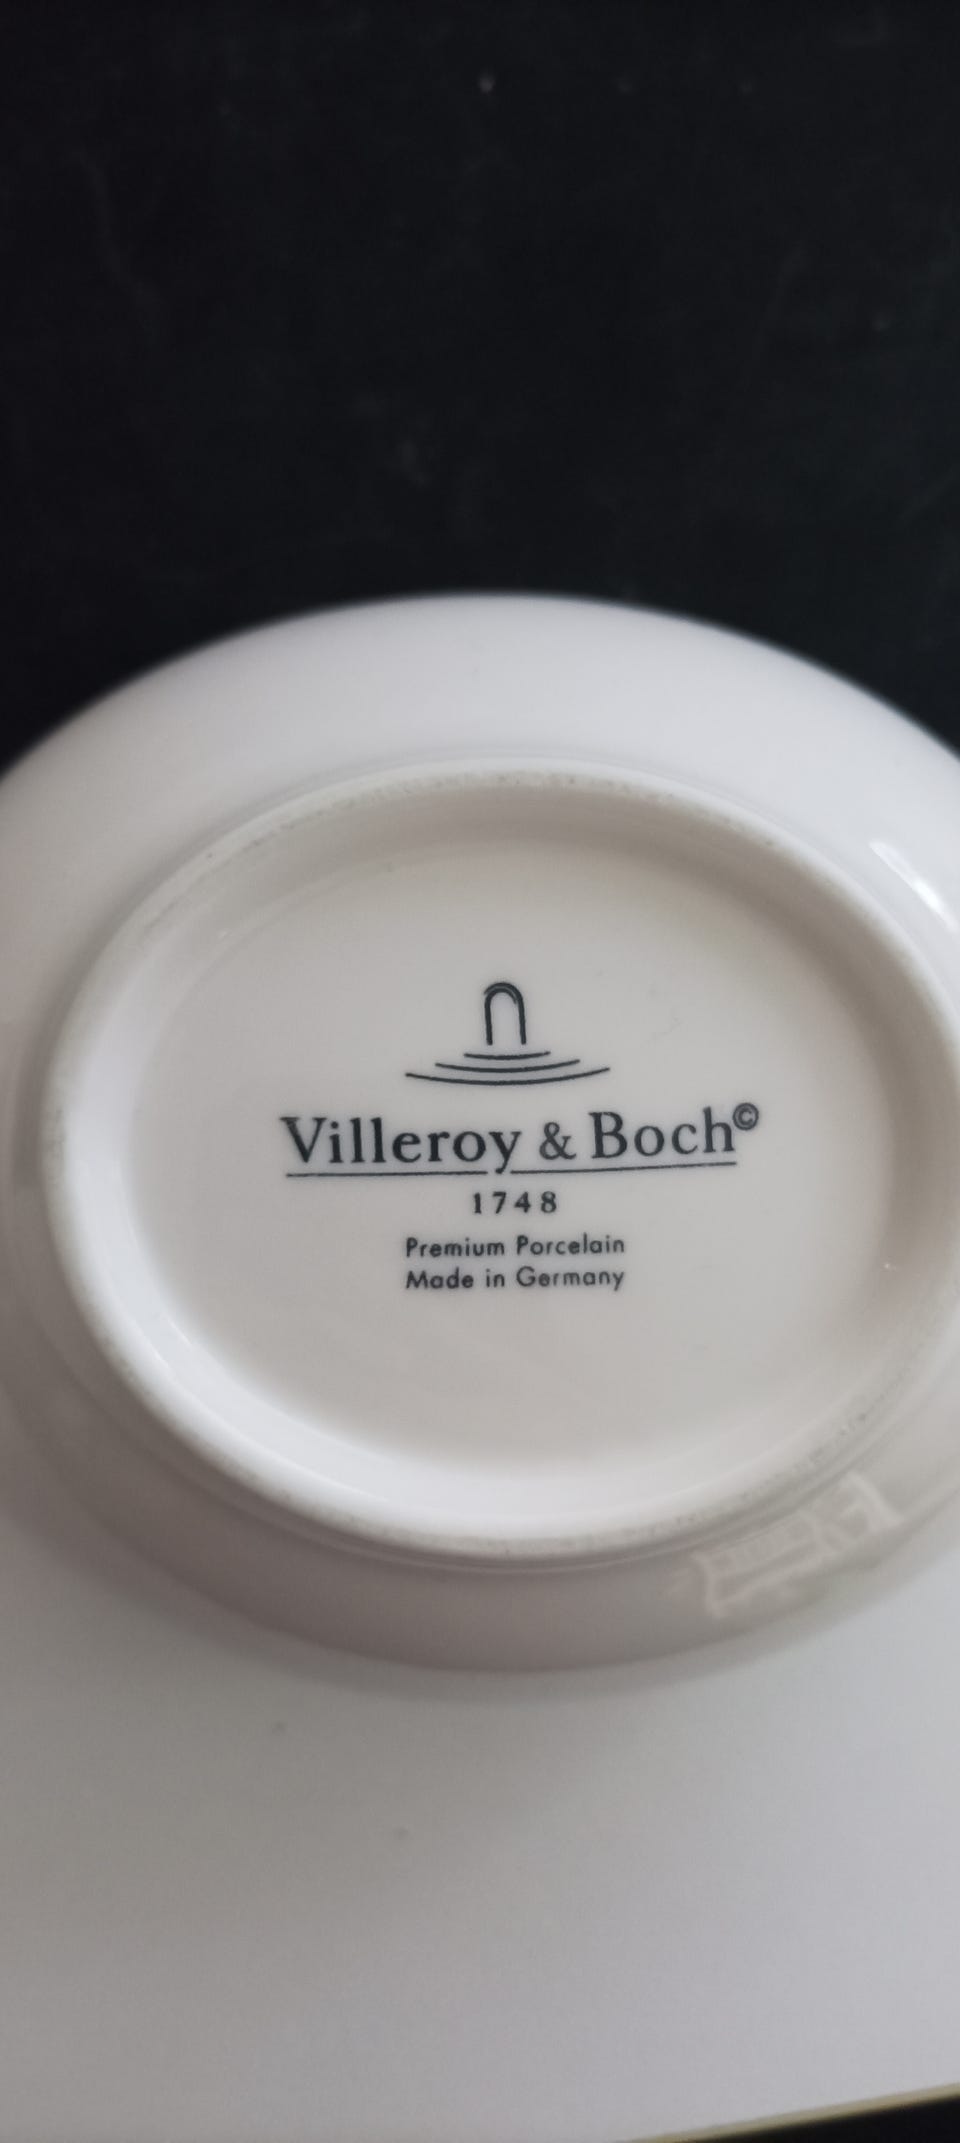 Villeroy & Boch©
1748
Premium Porcelain
Made in Germany